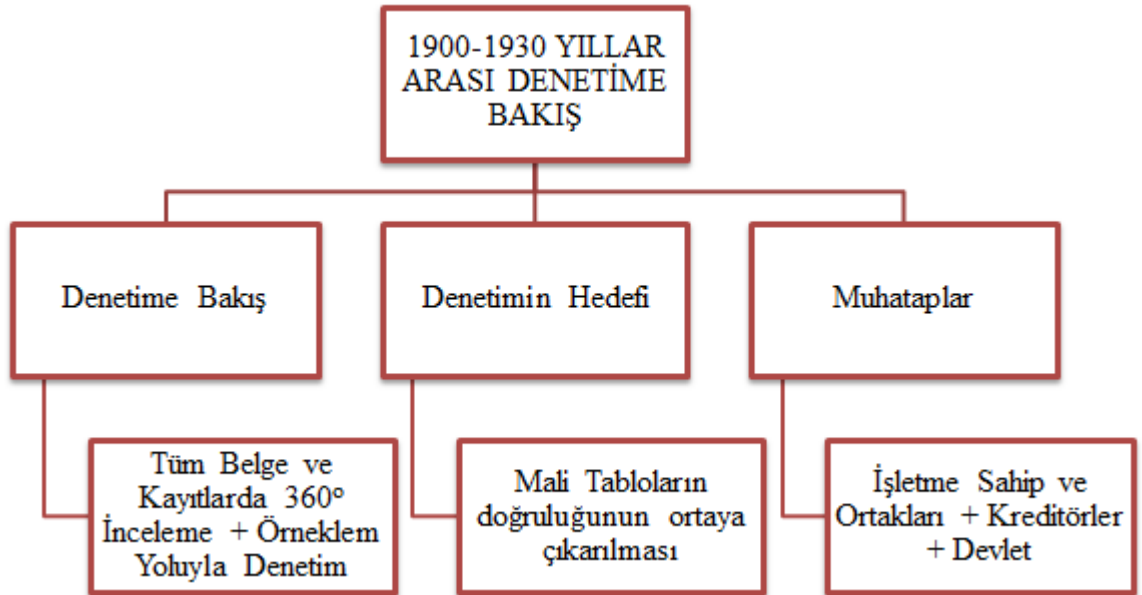 1900-1930 YILLAR
ARASI DENETİME
BAKIŞ
Denetime Bakış
Denetimin Hedefi
Muhataplar
Tüm Belge ve
Kayıtlarda 360°
İnceleme + Örneklem
Yoluyla Denetim
Mali Tabloların
doğruluğunun ortaya
çıkarılması
İşletme Sahip ve
Ortakları + Kreditörler
+ Devlet